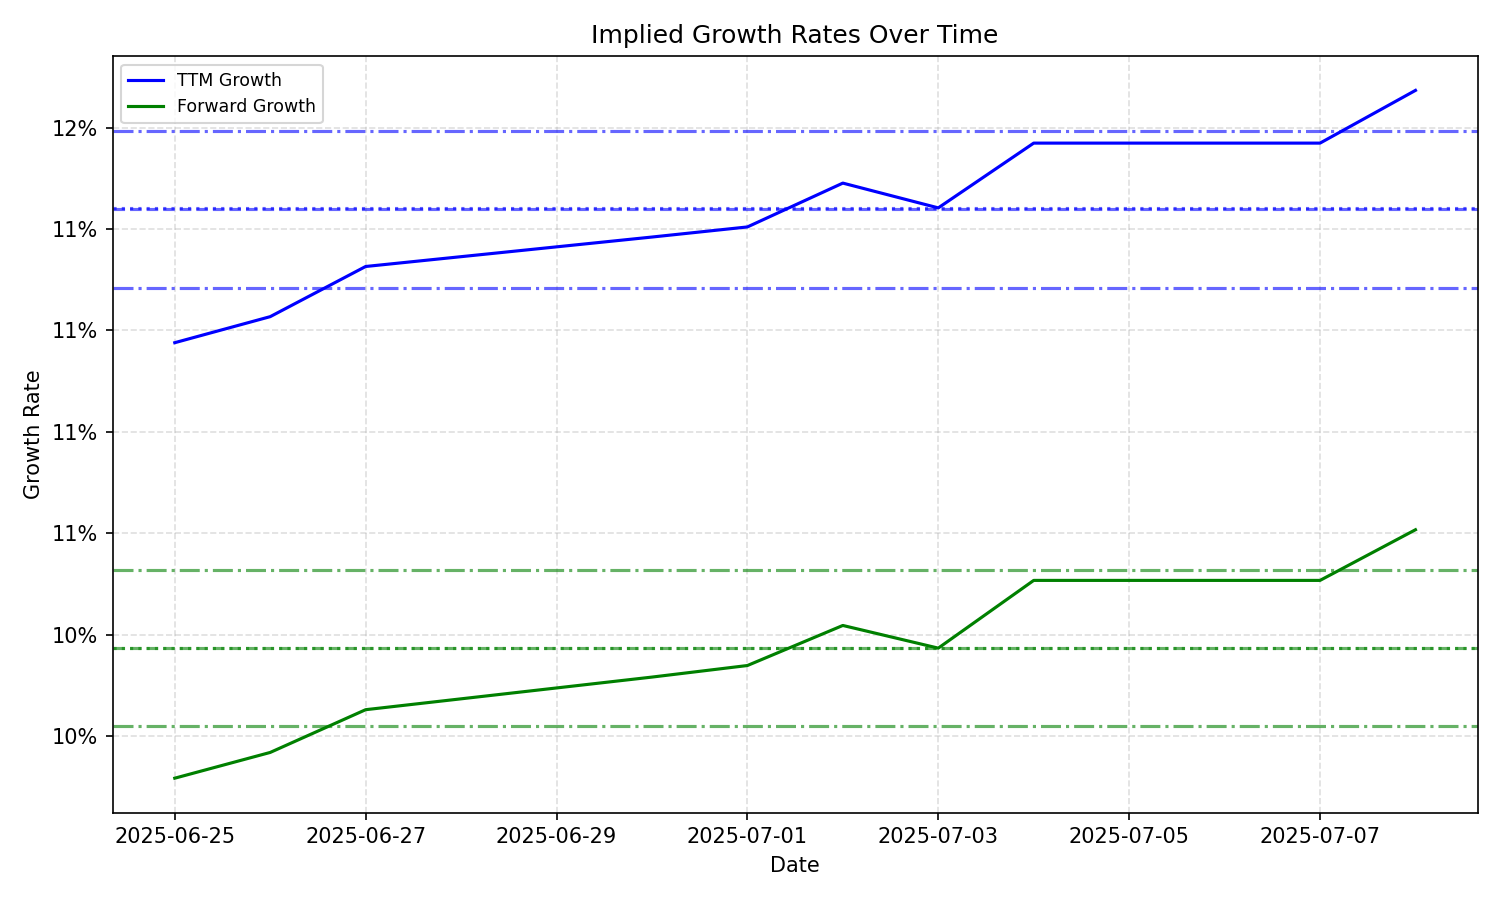 Implied Growth Rates Over Time
TTM Growth
Forward Growth
12%
11%
11%
11%
11%
10%
10%
Growth Rate
2025-06-25
2025-06-27
2025-06-29
2025-07-01
2025-07-03
2025-07-05
2025-07-07
Date